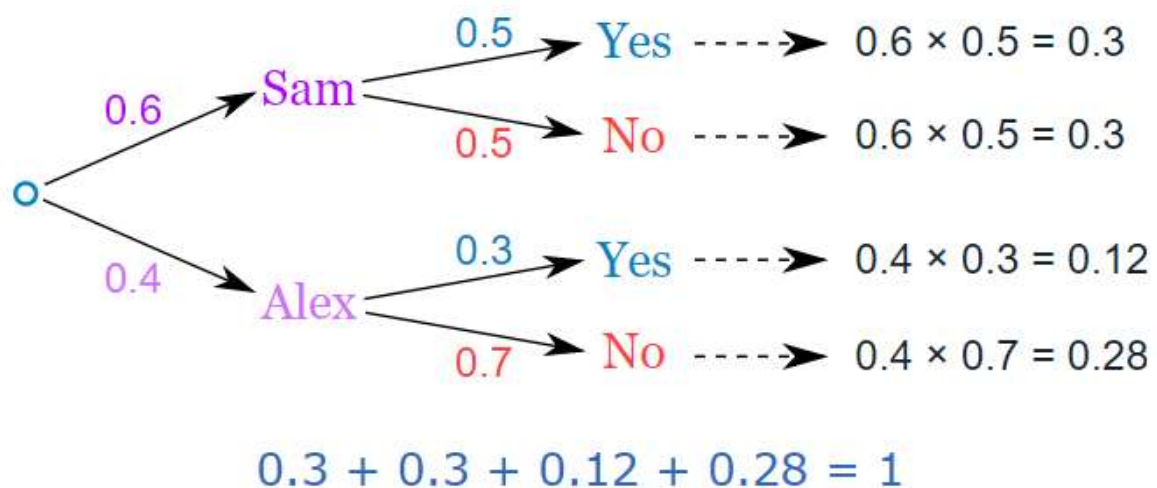 0.5 Yes 0.6 × 0.5 = 0.3
0.6 Sam
0.5 No 0.6 × 0.5 = 0.3
0.3 Yes 0.4 × 0.3 = 0.12
0.4 Alex
0.7 No 0.4 × 0.7 = 0.28
0.3 + 0.3 + 0.12 + 0.28 = 1